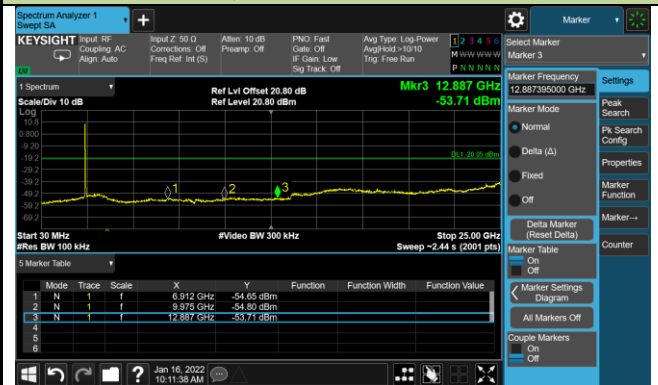 Spectrum Analyzer 1
Swept SA
+
Marker
KEYSIGHT
Input: RF
Coupling: AC
Align: Auto
Input Z: 50 Ω
Corrections: Off
Freq Ref: Int (S)
Atten: 10 dB
Preamp: Off
PNO: Fast
Gate: Off
IF Gain: Low
Sig Track: Off
Avg Type: Log-Power
Avg|Hold:>10/10
Trig: Free Run
1 2 3 4 5 6
M W W W W W
P N N N N N
Select Marker
Marker 3
1 Spectrum
Scale/Div 10 dB
Ref Lvl Offset 20.80 dB
Ref Level 20.80 dBm
Mkr3 12.887 GHz
-53.71 dBm
Log
10.8
0.800
-9.20
-19.2
-29.2
-39.2
-49.2
-59.2
-69.2
DL1 -20.05 dBm
1
2
3
Start 30 MHz
#Res BW 100 kHz
#Video BW 300 kHz
Stop 25.00 GHz
Sweep ~2.44 s (2001 pts)
5 Marker Table
Mode Trace Scale X Y Function Function Width Function Value
1 N 1 f 6.912 GHz -54.65 dBm
2 N 1 f 9.975 GHz -54.80 dBm
3 N 1 f 12.887 GHz -53.71 dBm
4
5
6
Marker Frequency
12.887395000 GHz
Marker Mode
Normal
Delta (Δ)
Fixed
Off
Delta Marker
(Reset Delta)
Marker Table
On
Off
Marker Settings
Diagram
All Markers Off
Couple Markers
On
Off
Settings
Peak
Search
Pk Search
Config
Properties
Marker
Function
Marker→
Counter
?
Jan 16, 2022
10:11:38 AM